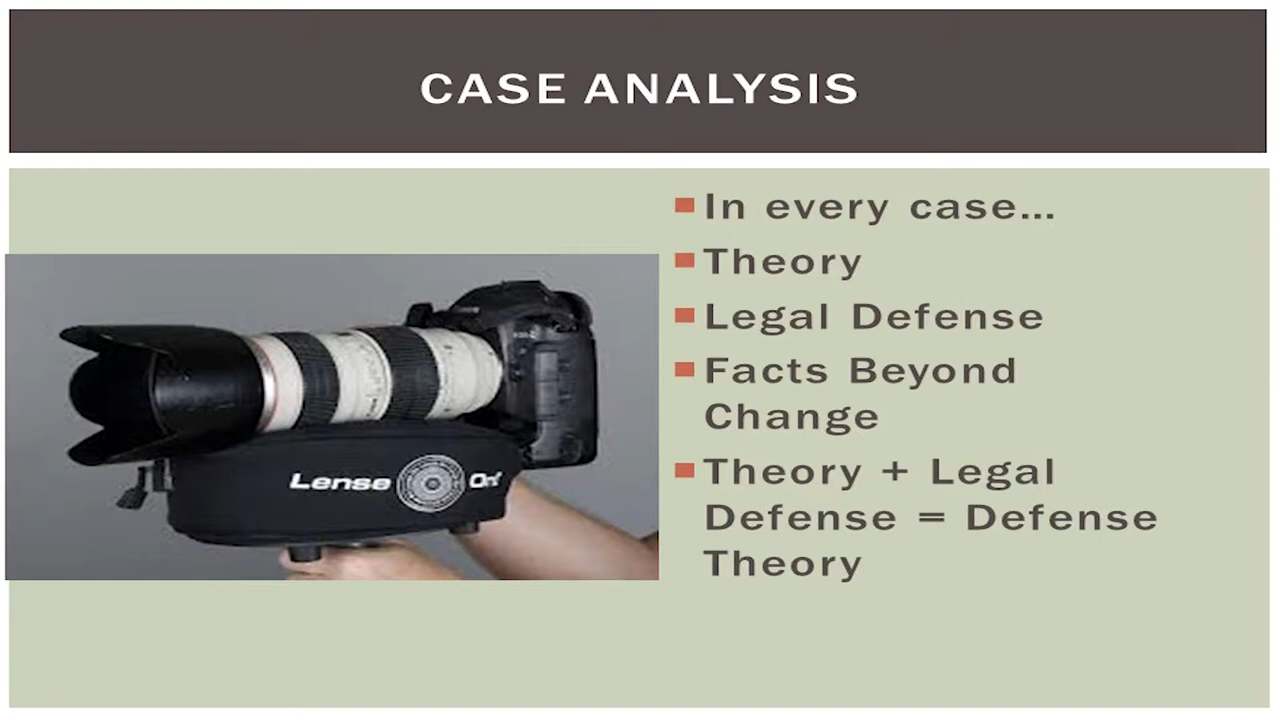 CASE ANALYSIS
In every case...
Theory
Legal Defense
Facts Beyond
Change
Theory + Legal
Defense = Defense
Theory
Lense On